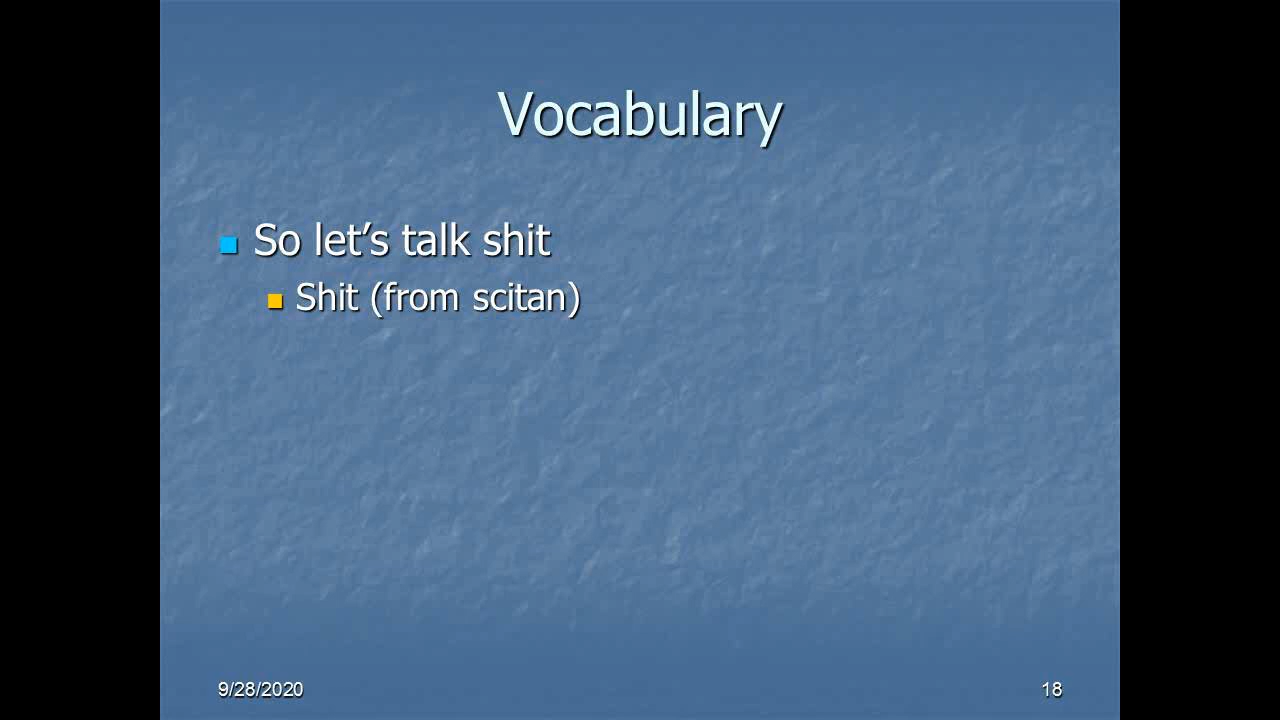 Vocabulary
So let’s talk shit
Shit (from scitan)
9/28/2020
18